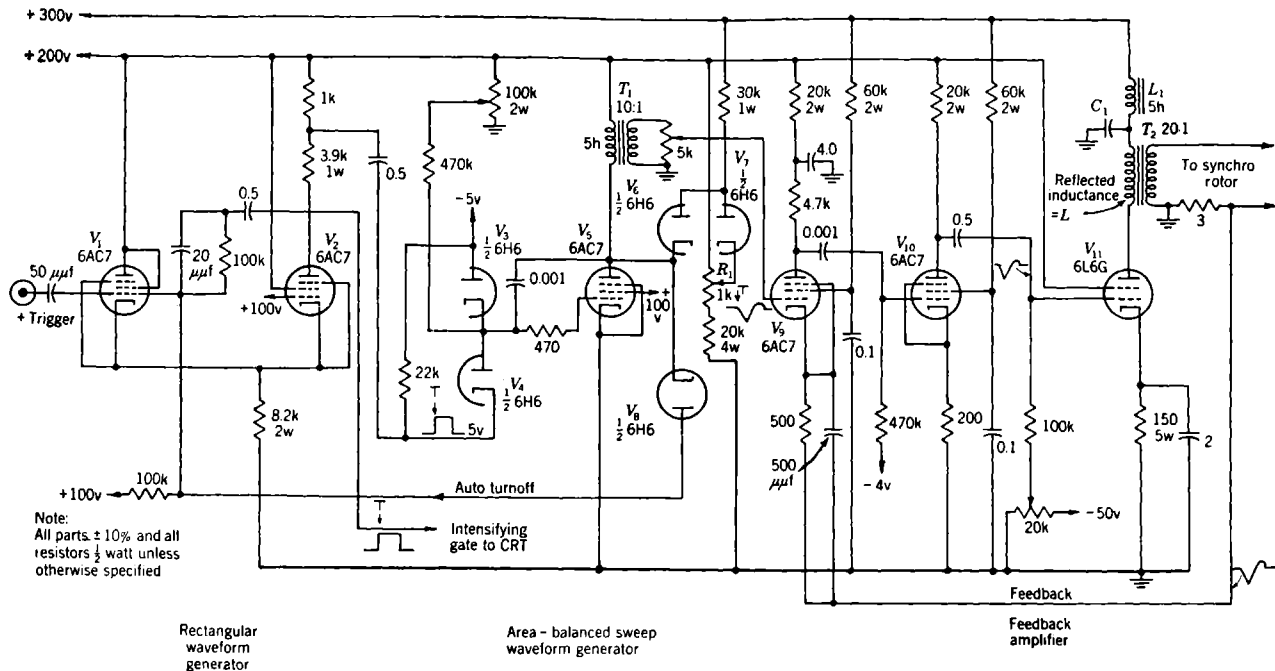 +300v
+200v
1k
3.9k
1w
0.5
20
μμf
100k
0.5
V1
6AC7
50 μμf
+ Trigger
V2
6AC7
+100v
8.2k
2w
100k
+100v
Note:
All parts ± 10% and all
resistors ½ watt unless
otherwise specified
100k
2w
470k
-5v
V3
½ 6H6
0.001
470
22k
V4
½ 6H6
T
5v
Auto turnoff
T
Intensifying
gate to CRT
T1
10:1
5h
5k
V5
6AC7
+
100
v
V6
½ 6H6
V7
½
6H6
30k
1w
R1
1k
T
20k
4w
V8
½ 6H6
20k
2w
60k
2w
4.0
4.7k
0.001
V9
6AC7
0.1
500
500
μμf
470k
-4v
20k
2w
60k
2w
V10
6AC7
0.5
200
0.1
100k
20k
-50v
L1
5h
C1
T2 20·1
Reflected
inductance
=L
To synchro
rotor
3
V11
6L6G
150
5w
2
Feedback
Rectangular
waveform
generator
Area – balanced sweep
waveform generator
Feedback
amplifier